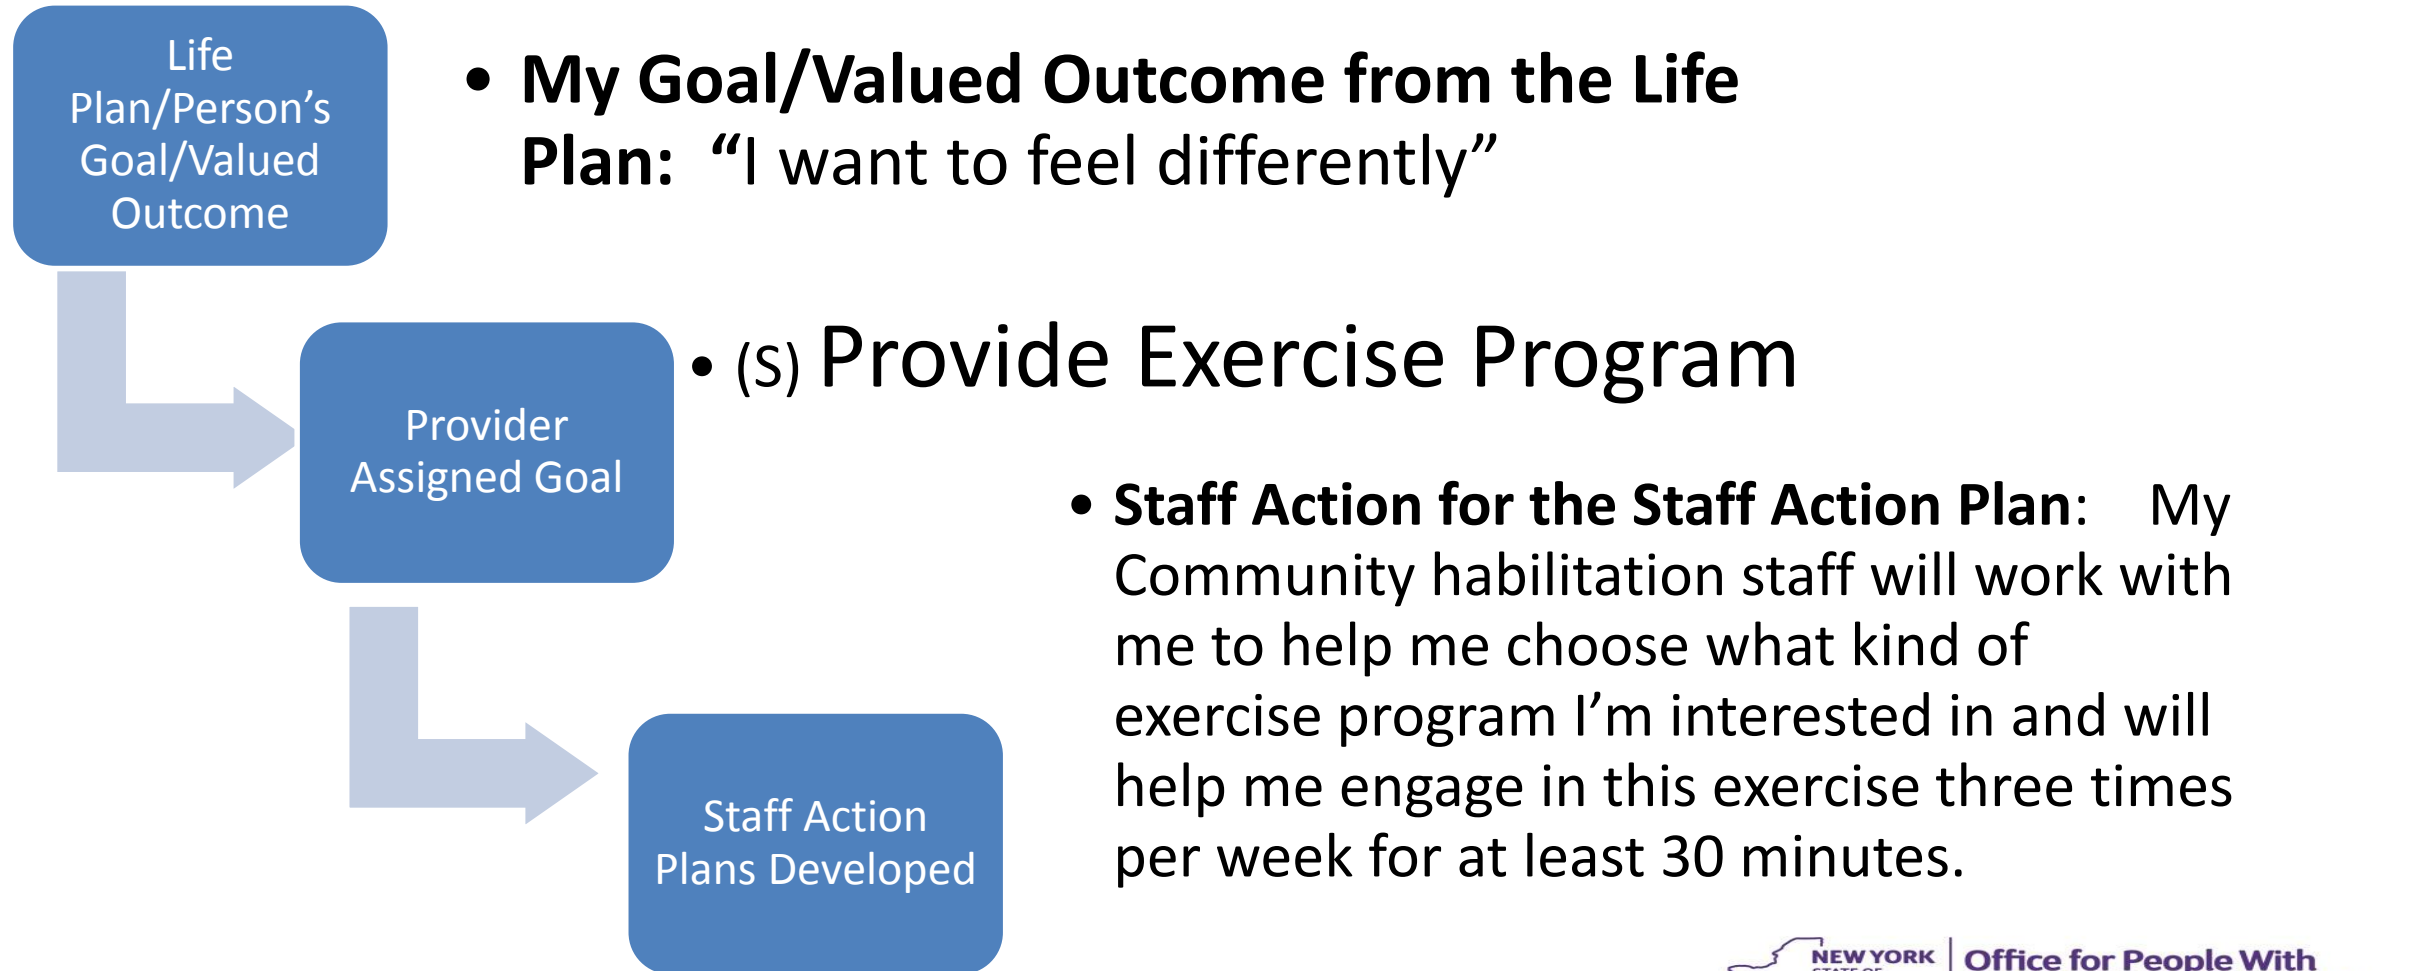 Life
Plan/Person’s
Goal/Valued
Outcome
• My Goal/Valued Outcome from the Life
Plan: “I want to feel differently”
Provider
Assigned Goal
• (S) Provide Exercise Program
Staff Action
Plans Developed
• Staff Action for the Staff Action Plan: My
Community habilitation staff will work with
me to help me choose what kind of
exercise program I’m interested in and will
help me engage in this exercise three times
per week for at least 30 minutes.
NEW YORK
STATE OF
Office for People With